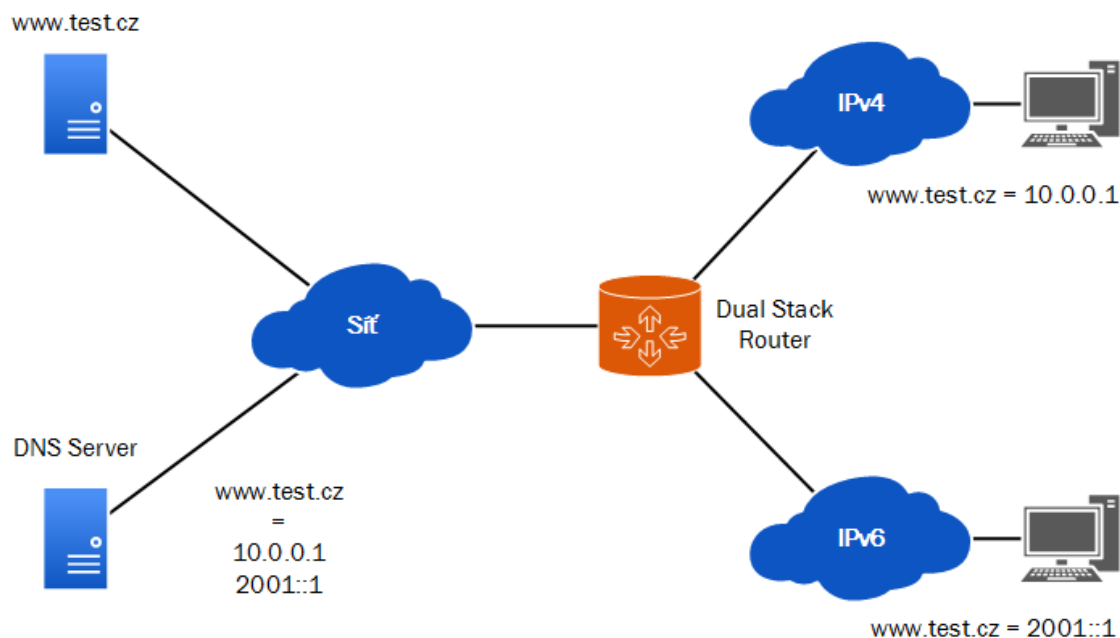 www.test.cz
IPv4
www.test.cz = 10.0.0.1
Síť
Dual Stack
Router
DNS Server
www.test.cz
=
10.0.0.1
2001::1
IPv6
www.test.cz = 2001::1